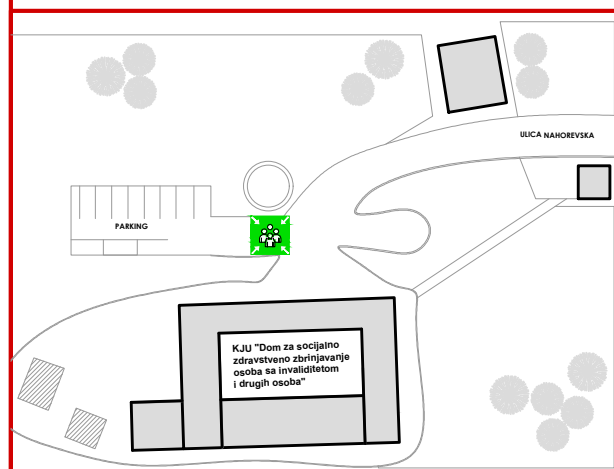 ULICA NAHOREVSKA
PARKING
KJU "Dom za socijalno
zdravstveno zbrinjavanje
osoba sa invaliditetom
i drugih osoba"